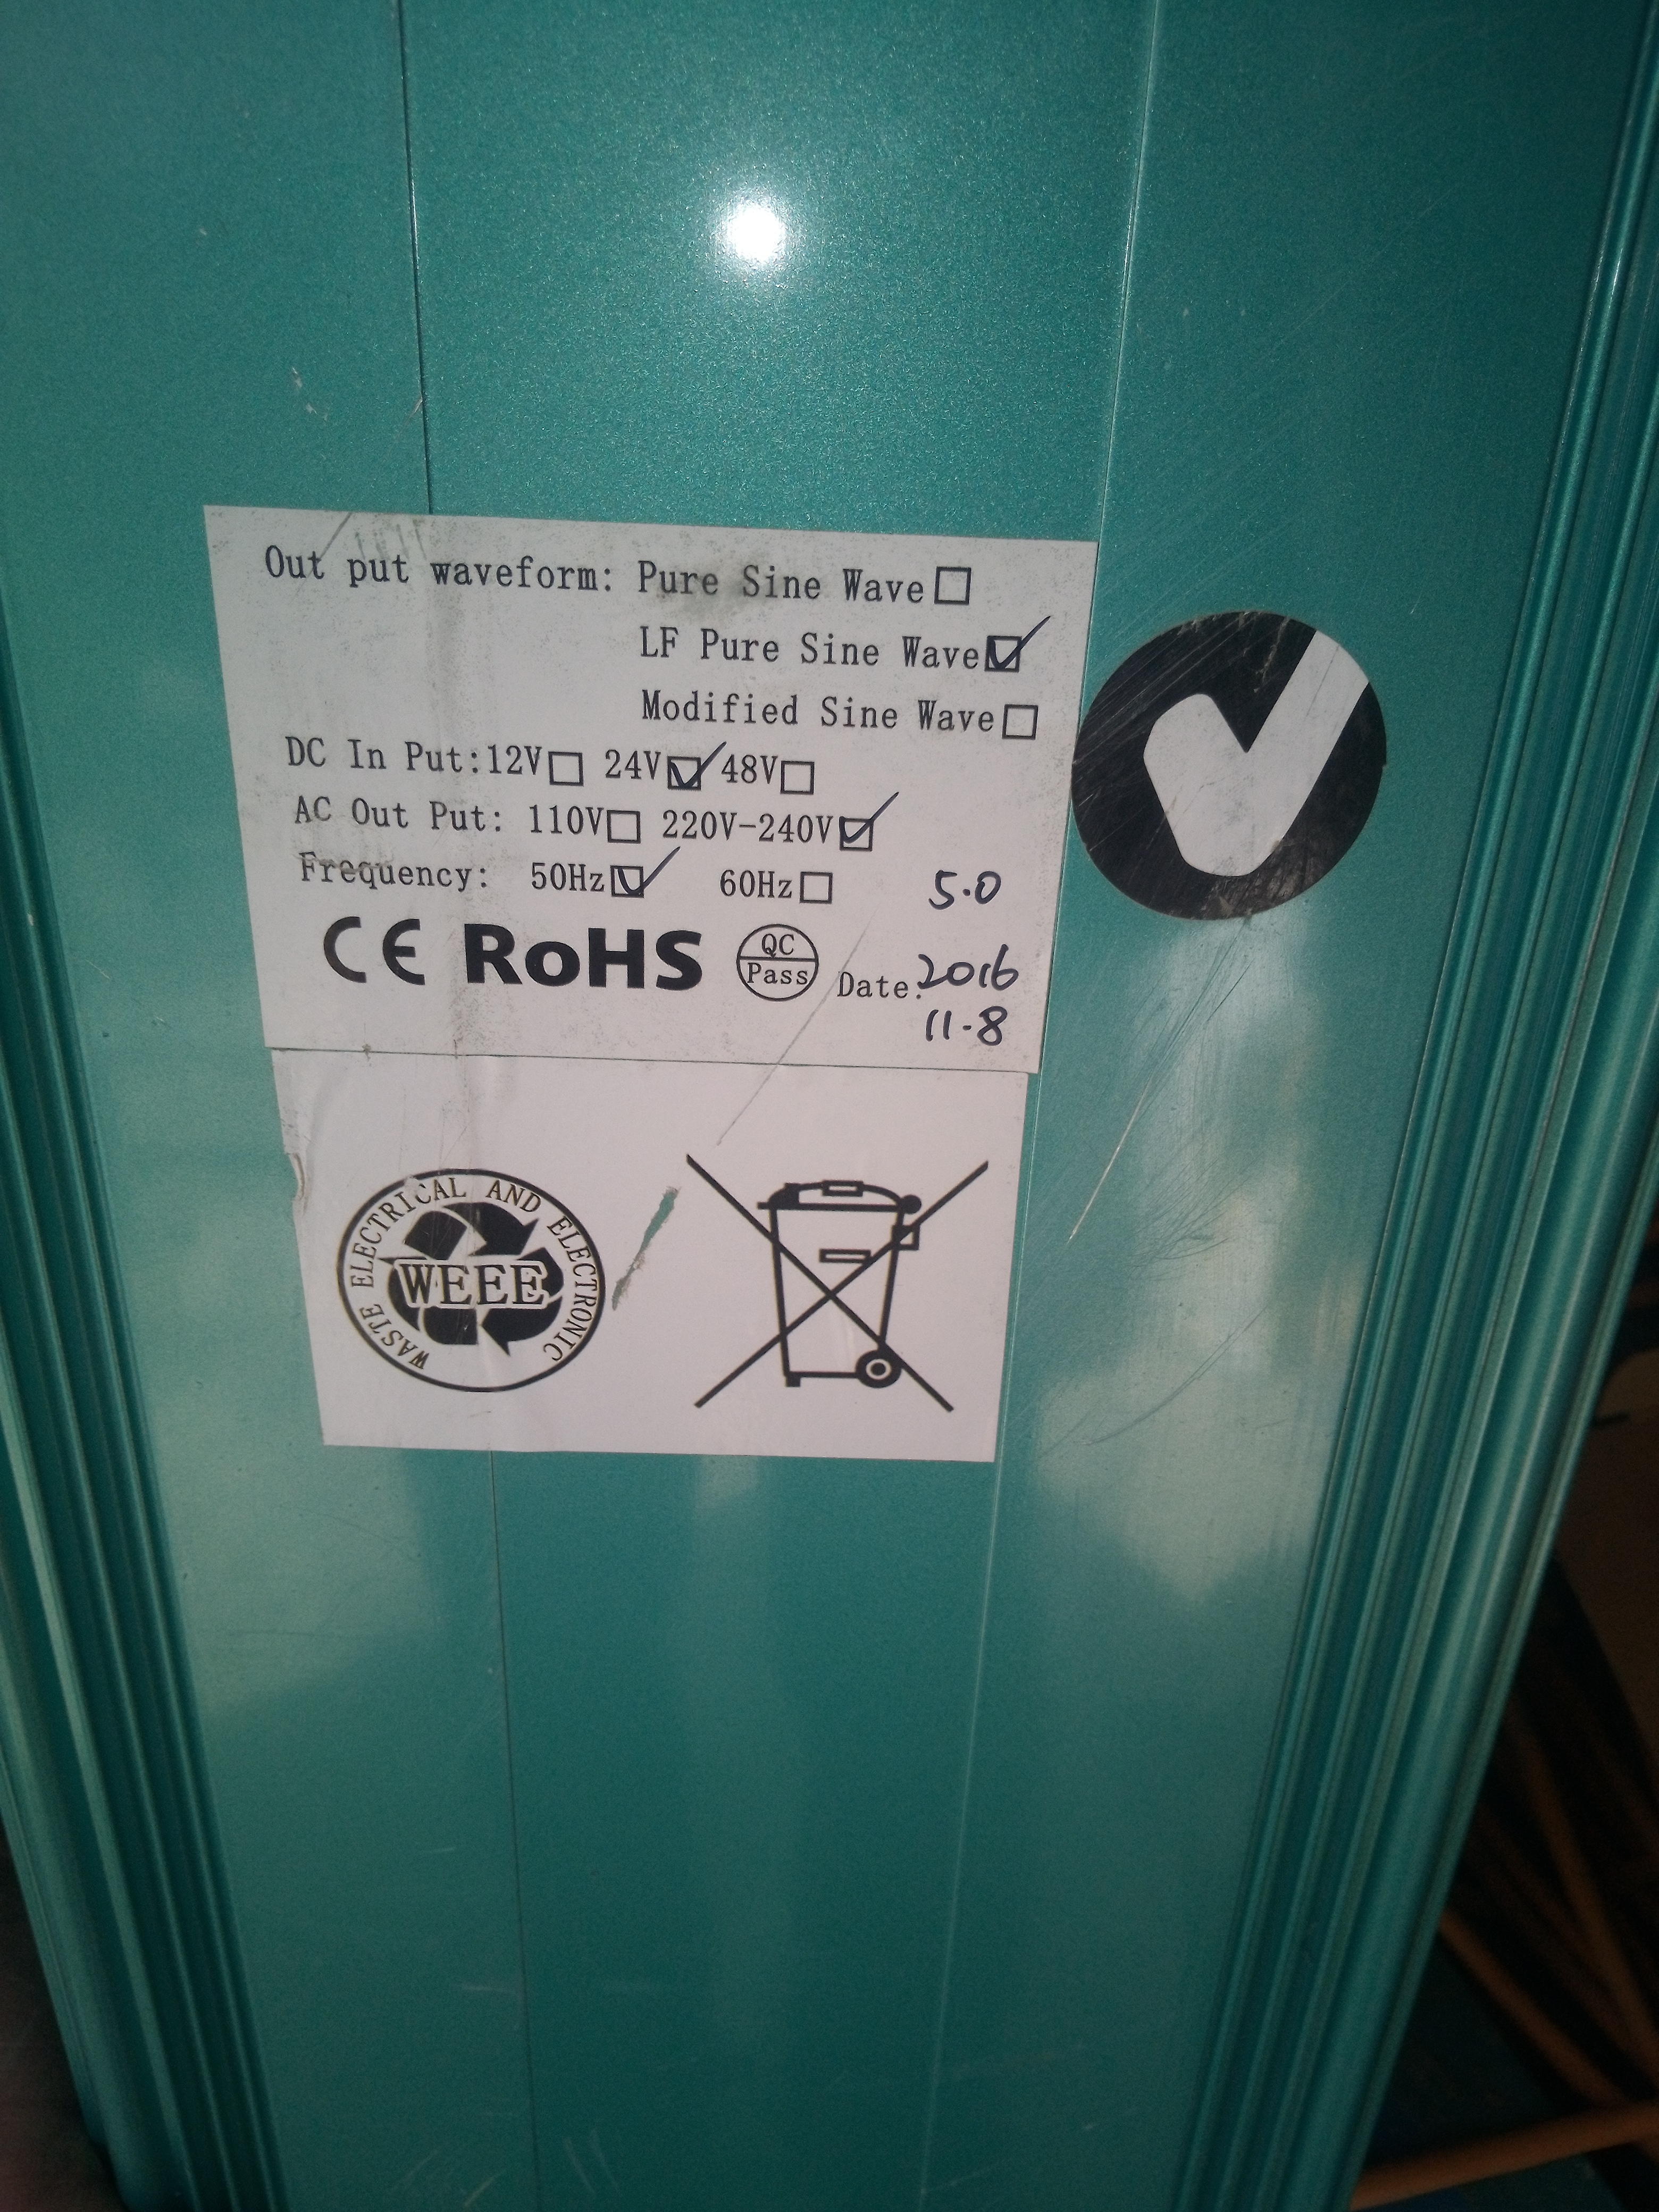 Out put waveform: Pure Sine Wave☐
LF Pure Sine Wave☑
Modified Sine Wave☐
DC In Put:12V☐ 24V☑ 48V☐
AC Out Put: 110V☐ 220V-240V☑
Frequency: 50Hz☑ 60Hz☐ 5.0
CE RoHS QC Pass Date:2016
11-8
WASTE ELECTRICAL AND ELECTRONIC
WEEE